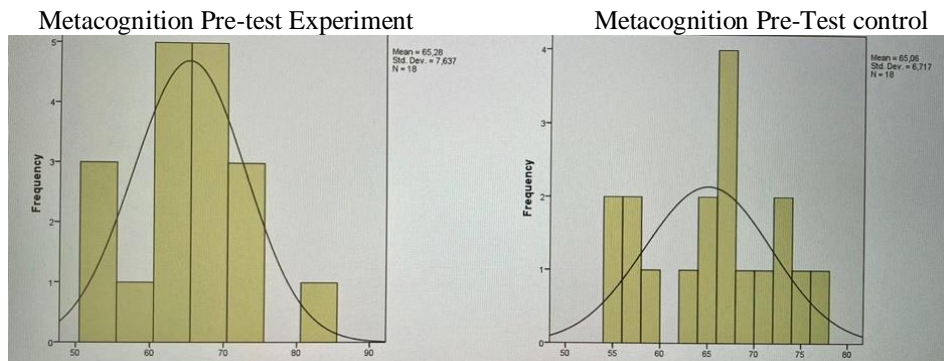 Metacognition Pre-test Experiment
Metacognition Pre-Test control
Mean = 65,28
Std. Dev. = 7,637
N = 18
Frequency
5
4
3
2
1
0
50 60 70 80 90
Mean = 65,06
Std. Dev. = 6,717
N = 18
Frequency
4
3
2
1
0
50 55 60 65 70 75 80